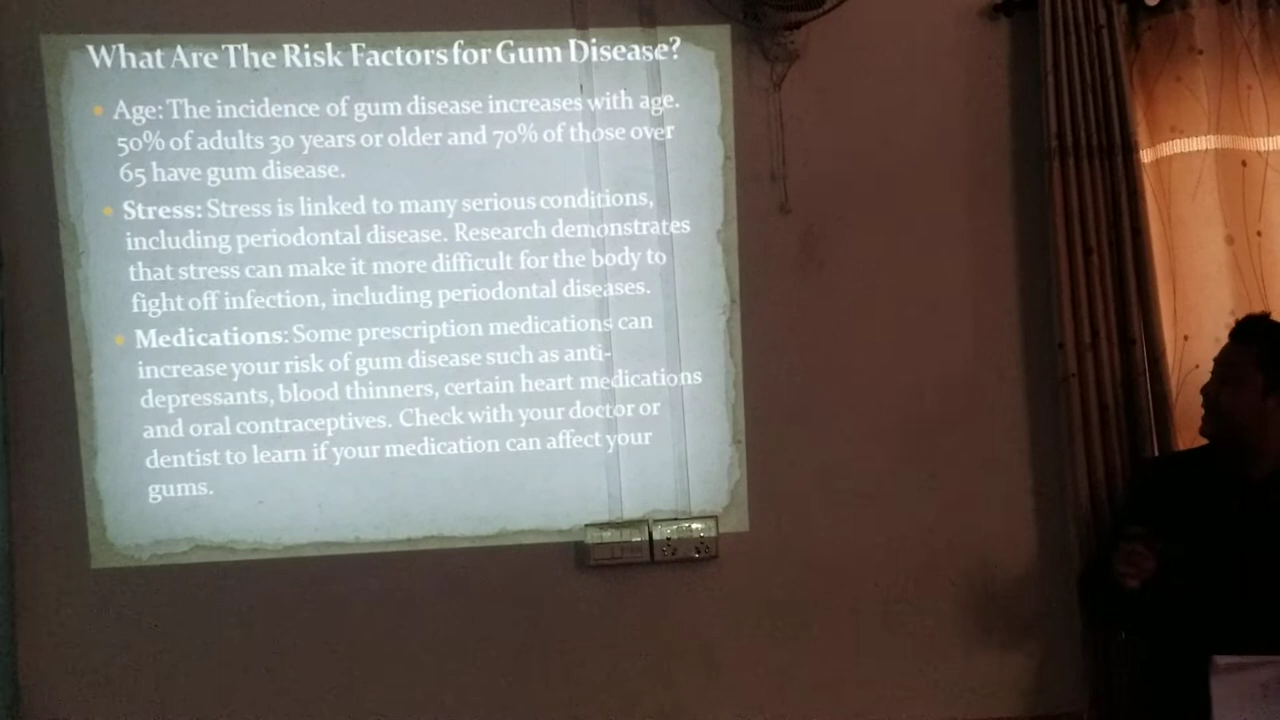 What Are The Risk Factors for Gum Disease?
Age: The incidence of gum disease increases with age.
50% of adults 30 years or older and 70% of those over
65 have gum disease.
Stress: Stress is linked to many serious conditions,
including periodontal disease. Research demonstrates
that stress can make it more difficult for the body to
fight off infection, including periodontal diseases.
Medications: Some prescription medications can
increase your risk of gum disease such as anti-
depressants, blood thinners, certain heart medications
and oral contraceptives. Check with your doctor or
dentist to learn if your medication can affect your
gums.